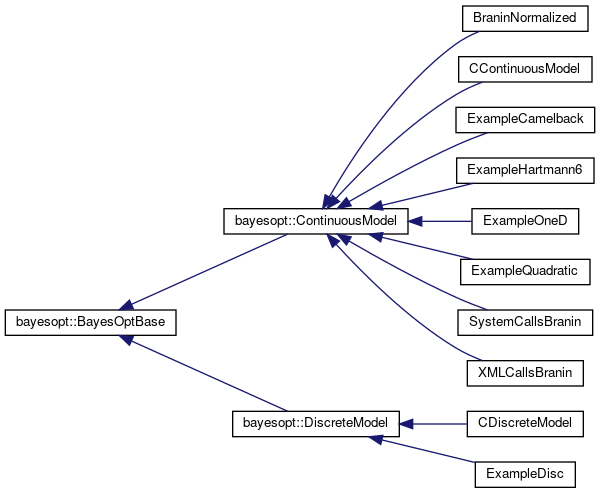 BraninNormalized
CContinuousModel
ExampleCamelback
ExampleHartmann6
bayesopt::ContinuousModel
ExampleOneD
ExampleQuadratic
bayesopt::BayesOptBase
SystemCallsBranin
XMLCallsBranin
bayesopt::DiscreteModel
CDiscreteModel
ExampleDisc